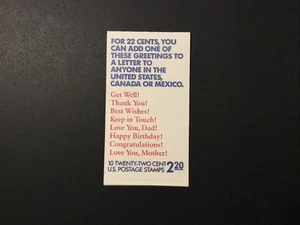 FOR 22 CENTS, YOU
CAN ADD ONE OF
THESE GREETINGS TO
A LETTER TO
ANYONE IN THE
UNITED STATES,
CANADA OR MEXICO.
Get Well!
Thank You!
Best Wishes!
Keep in Touch!
Love You, Dad!
Happy Birthday!
Congratulations!
Love You, Mother!
10 TWENTY-TWO CENT
U.S. POSTAGE STAMPS 2 20